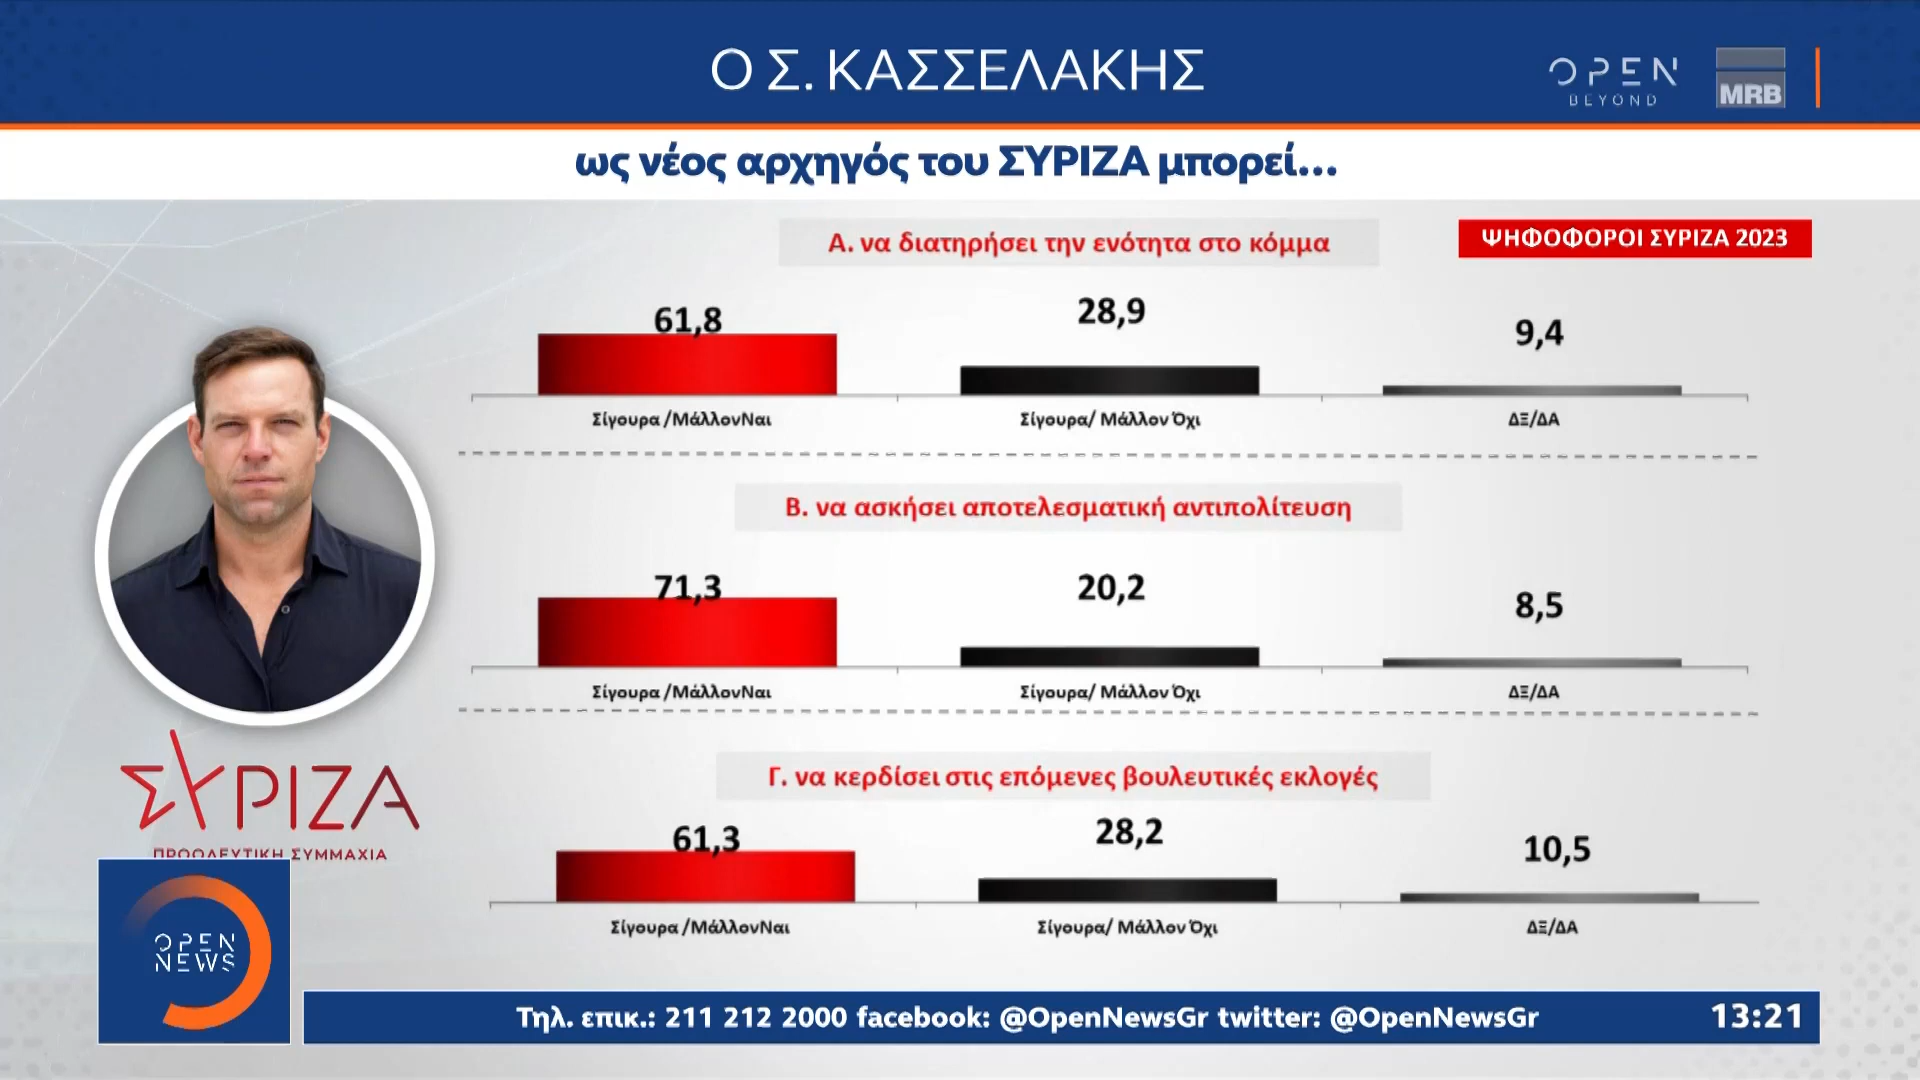 Ο Σ. ΚΑΣΣΕΛΑΚΗΣ
OPEN
BEYOND
MRB
ως νέος αρχηγός του ΣΥΡΙΖΑ μπορεί...
Α. να διατηρήσει την ενότητα στο κόμμα
ΨΗΦΟΦΟΡΟΙ ΣΥΡΙΖΑ 2023
61,8
28,9
9,4
Σίγουρα /ΜάλλονΝαι
Σίγουρα/ Μάλλον Όχι
ΔΞ/ΔΑ
Β. να ασκήσει αποτελεσματική αντιπολίτευση
71,3
20,2
8,5
Σίγουρα /ΜάλλονΝαι
Σίγουρα/ Μάλλον Όχι
ΔΞ/ΔΑ
ΣΥΡΙΖΑ
ΠΡΟΟΔΕΥΤΙΚΗ ΣΥΜΜΑΧΙΑ
Γ. να κερδίσει στις επόμενες βουλευτικές εκλογές
61,3
28,2
10,5
Σίγουρα /ΜάλλονΝαι
Σίγουρα/ Μάλλον Όχι
ΔΞ/ΔΑ
OPEN
NEWS
Τηλ. επικ.: 211 212 2000 facebook: @OpenNewsGr twitter: @OpenNewsGr
13:21